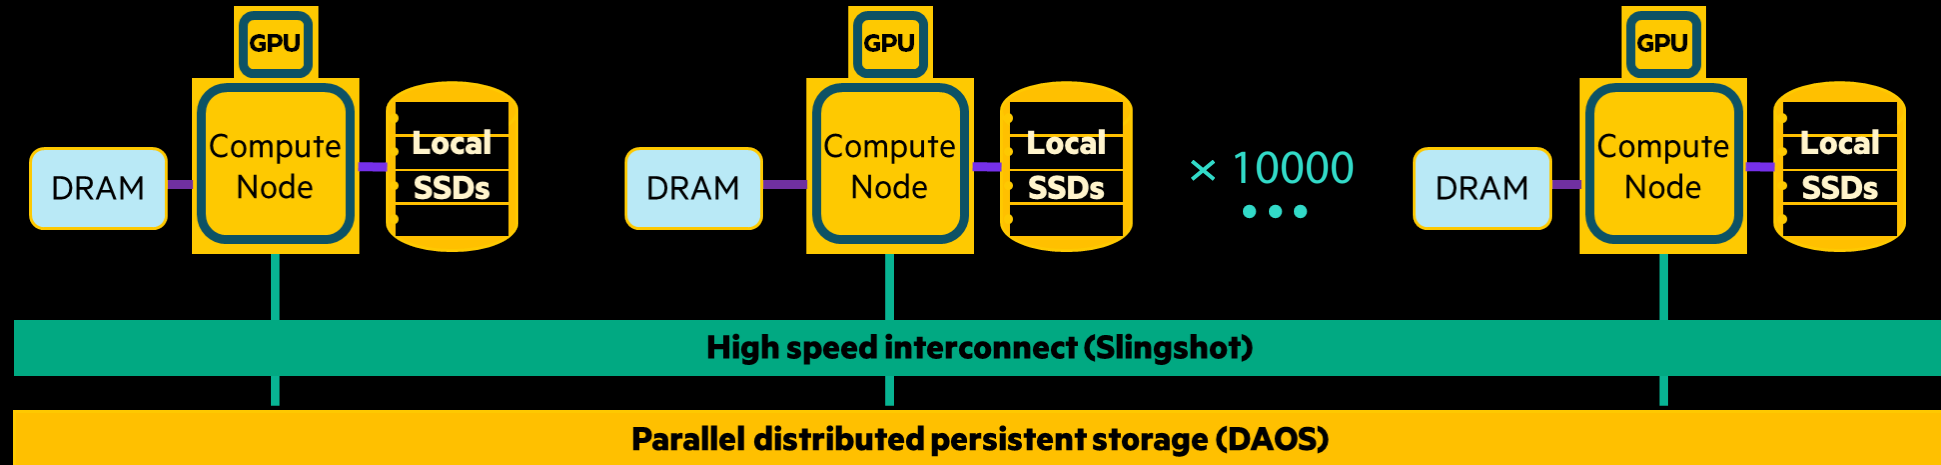 GPU
GPU
GPU
Compute
Node
Compute
Node
Compute
Node
Local
SSDs
Local
SSDs
Local
SSDs
DRAM
DRAM
DRAM
× 10000
High speed interconnect (Slingshot)
Parallel distributed persistent storage (DAOS)